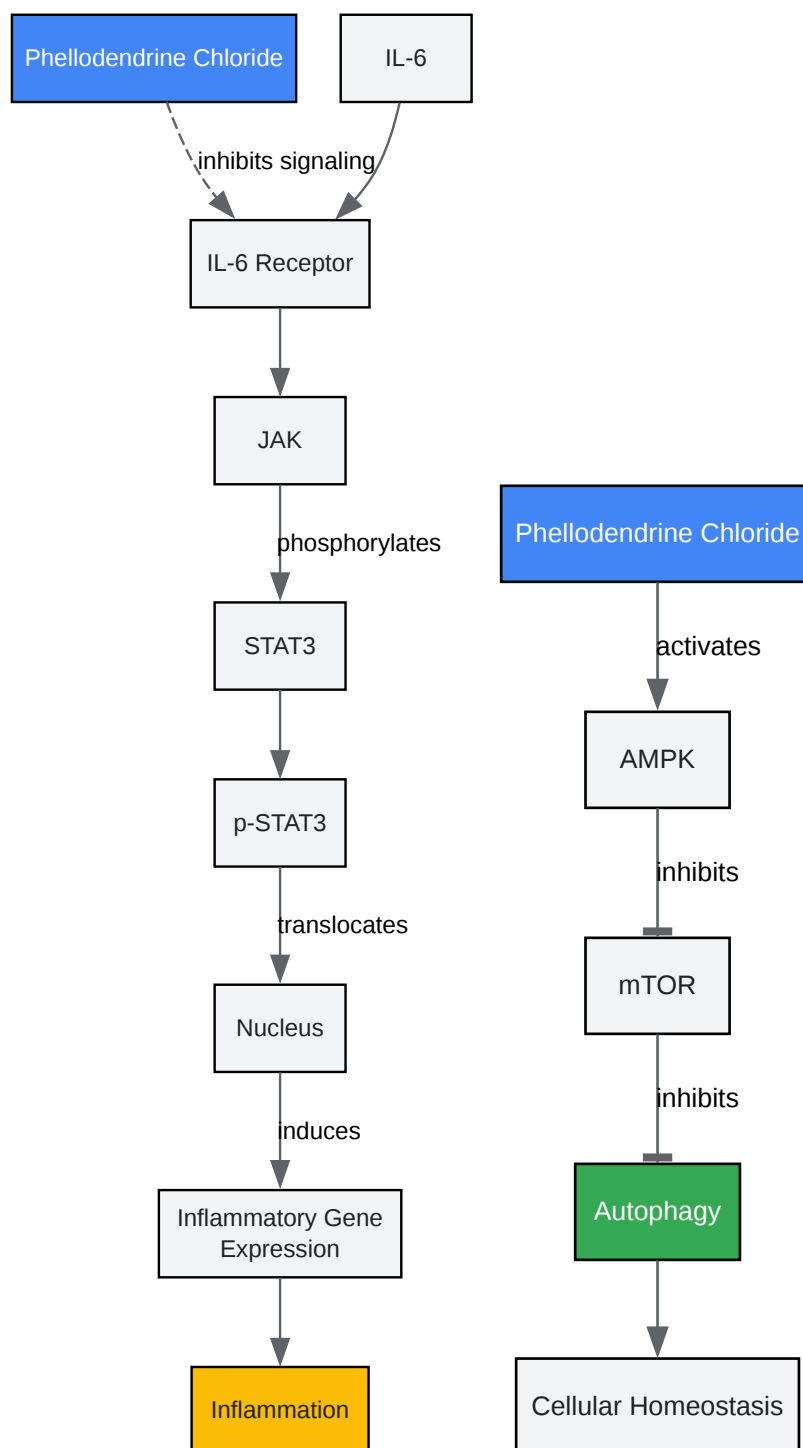 Phellodendrine Chloride
IL-6
inhibits signaling
IL-6 Receptor
JAK
phosphorylates
STAT3
p-STAT3
translocates
Nucleus
induces
Inflammatory Gene
Expression
Inflammation
Phellodendrine Chloride
activates
AMPK
inhibits
mTOR
inhibits
Autophagy
Cellular Homeostasis